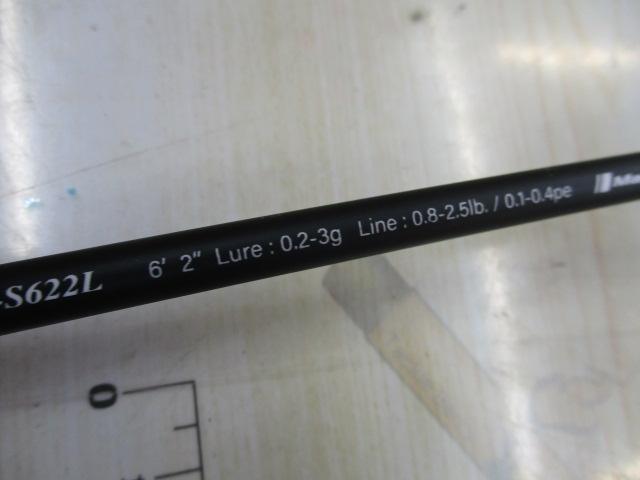 -S622L 6' 2" Lure : 0.2-3g Line : 0.8-2.5lb. / 0.1-0.4pe
0